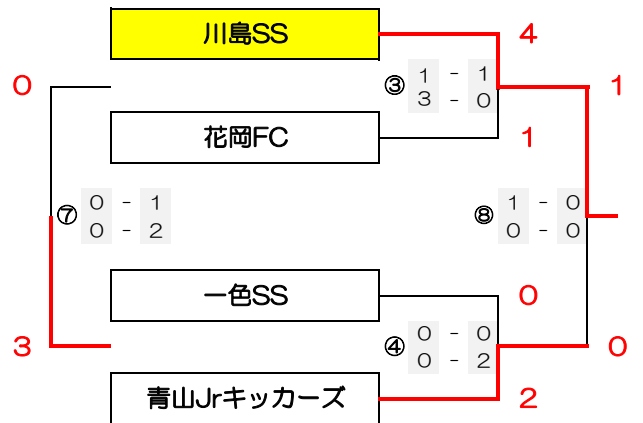 川島SS 4
0 ③ 1 - 1 1
3 - 0
花岡FC 1
⑦ 0 - 1 ⑧ 1 - 0
0 - 2 0 - 0
一色SS 0
3 ④ 0 - 0 0
0 - 2
青山Jrキッカーズ 2